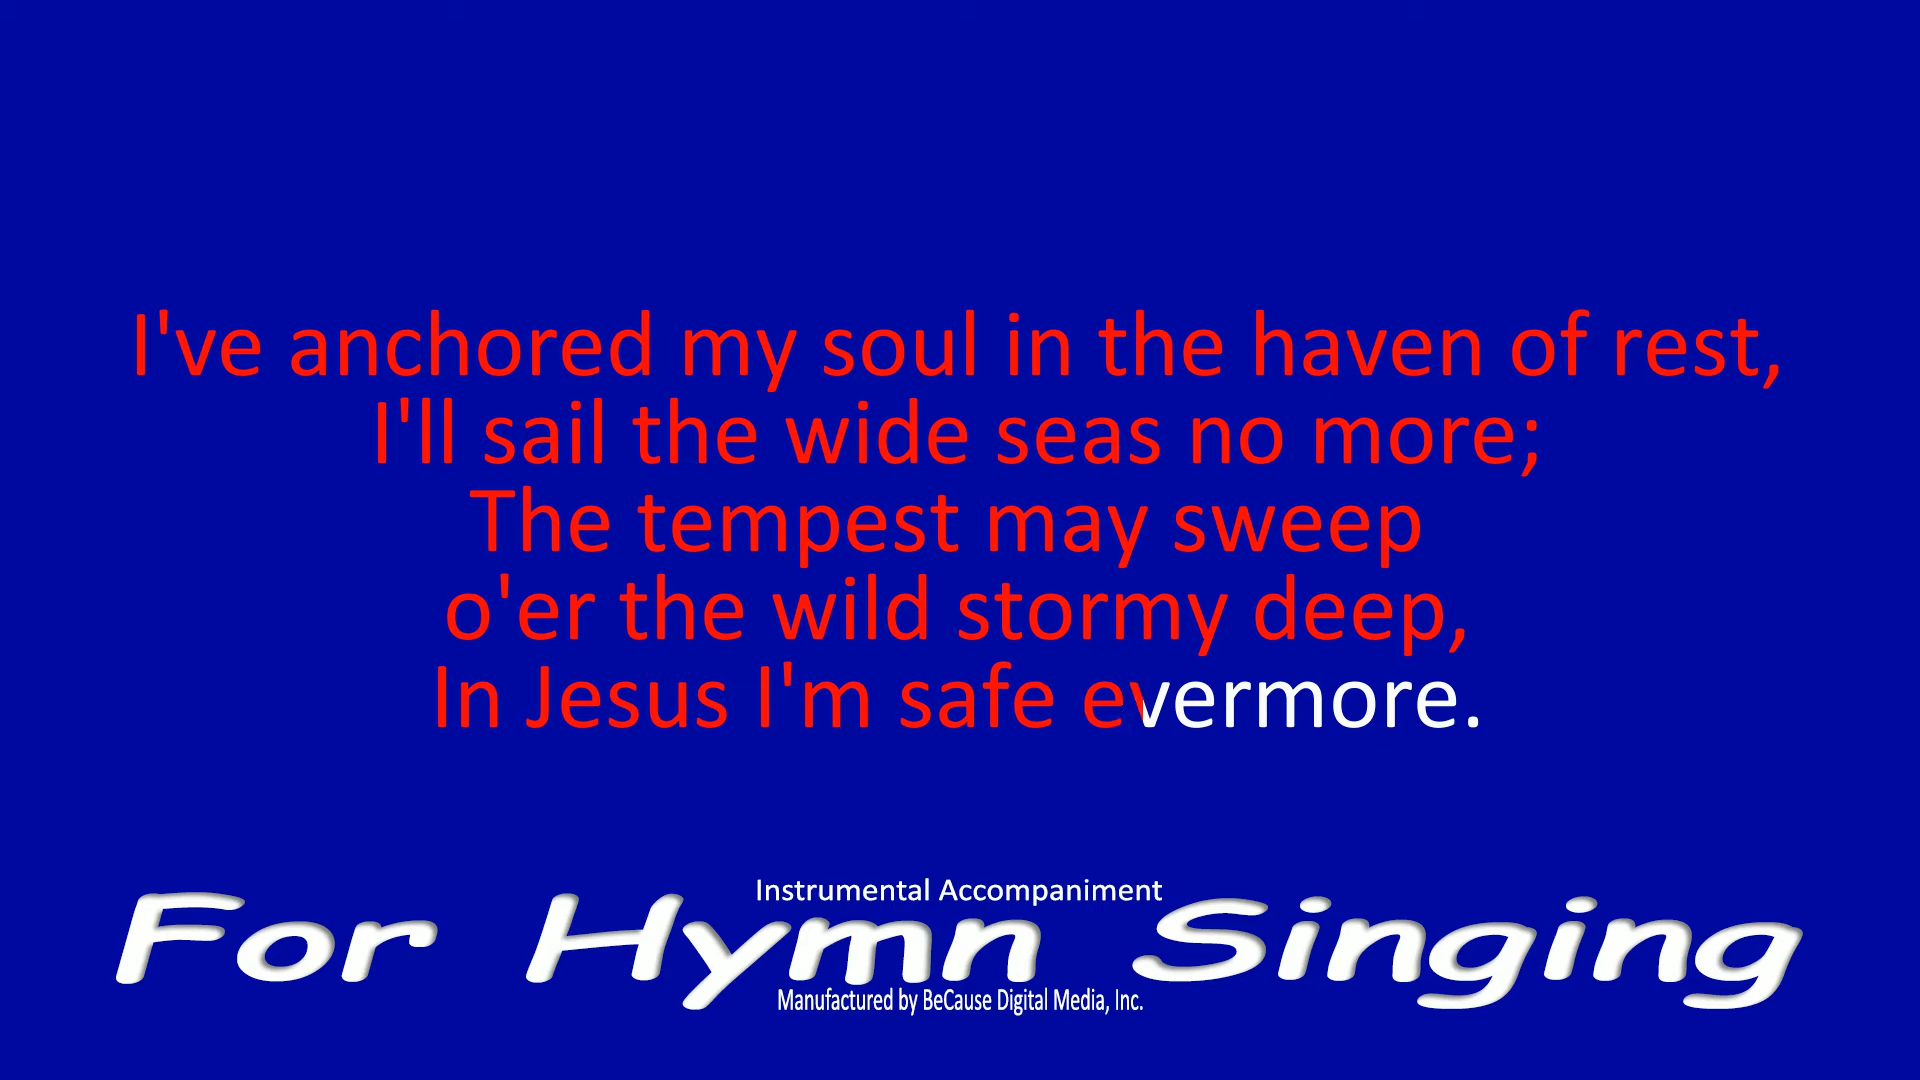 I've anchored my soul in the haven of rest,
I'll sail the wide seas no more;
The tempest may sweep
o'er the wild stormy deep,
In Jesus I'm safe evermore.
Instrumental Accompaniment
For Hymn Singing
Manufactured by BeCause Digital Media, Inc.